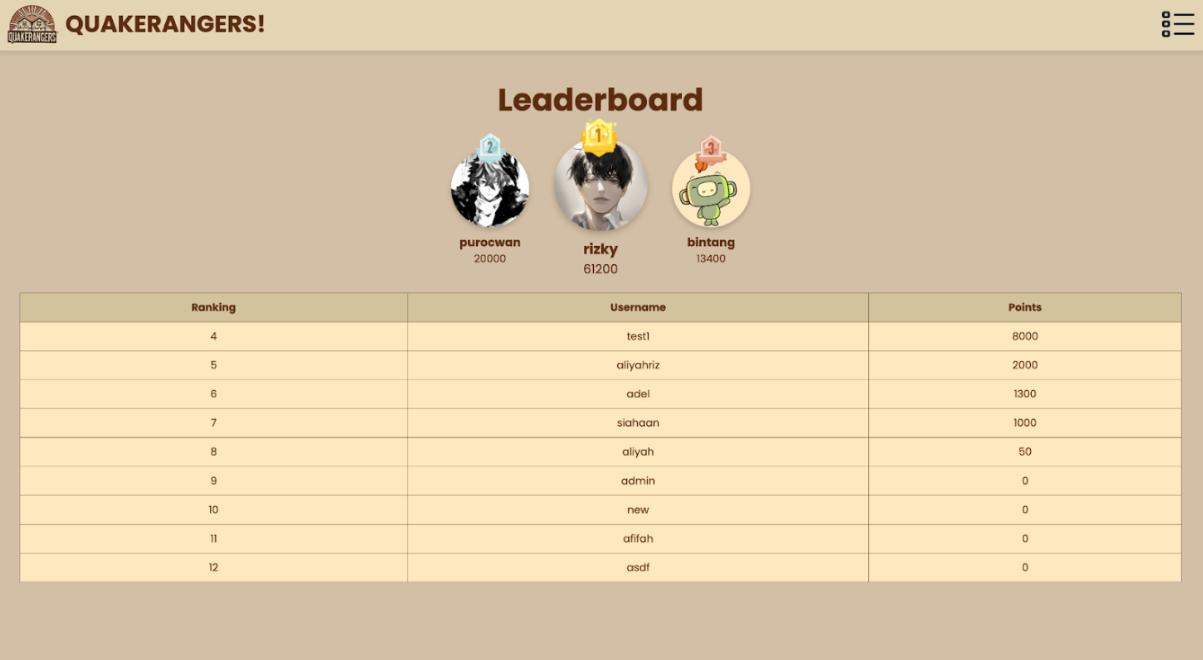 QUAKERANGERS
QUAKERANGERS!
Leaderboard
2
1
3
purocwan
20000
rizky
61200
bintang
13400
Ranking Username Points
4 test1 8000
5 aliyahriz 2000
6 adel 1300
7 siahaan 1000
8 aliyah 50
9 admin 0
10 new 0
11 afifah 0
12 asdf 0